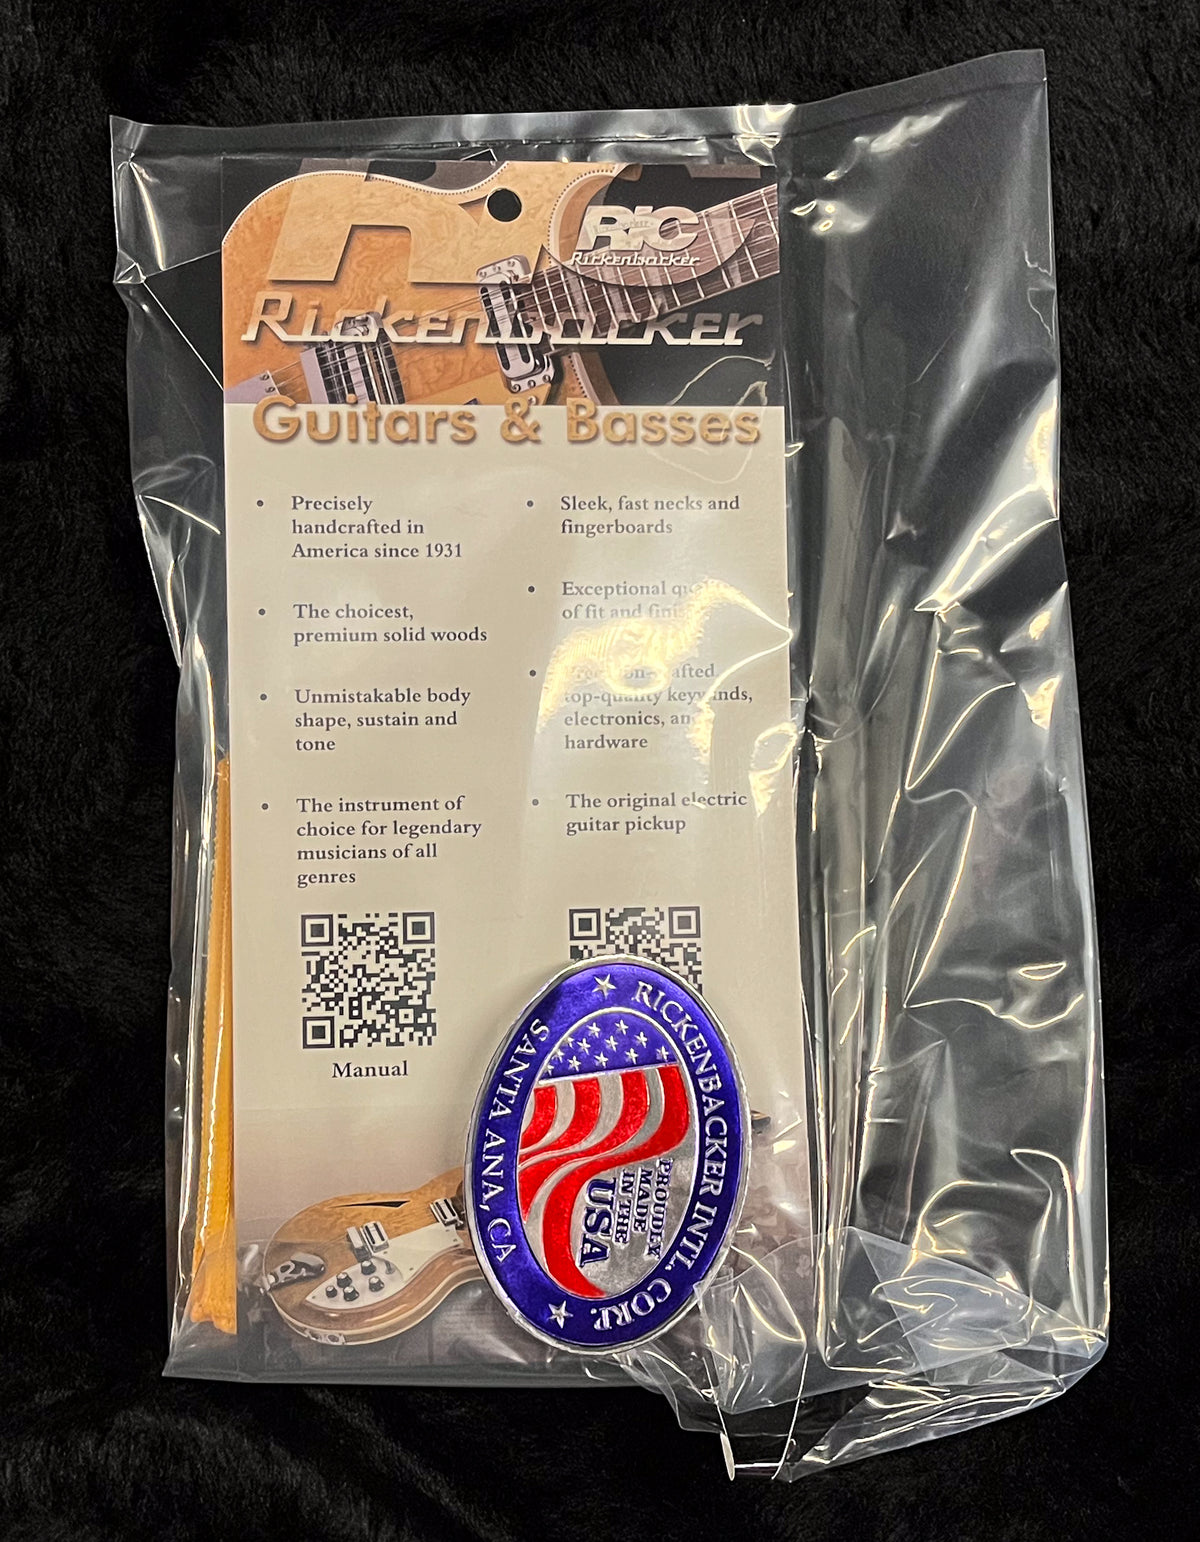 RIC
Rickenbacker
Rickenbacker
Guitars & Basses
• Precisely
handcrafted in
America since 1931
• The choicest,
premium solid woods
• Unmistakable body
shape, sustain and
tone
• The instrument of
choice for legendary
musicians of all
genres
Manual
• Sleek, fast necks and
fingerboards
• Exceptional
of fit and
top-quality
electronics,
hardware
• The original electric
guitar pickup
RICKENBACKER INTL. CORP.
SANTA ANA, CA
PROUDLY
MADE
IN THE
USA